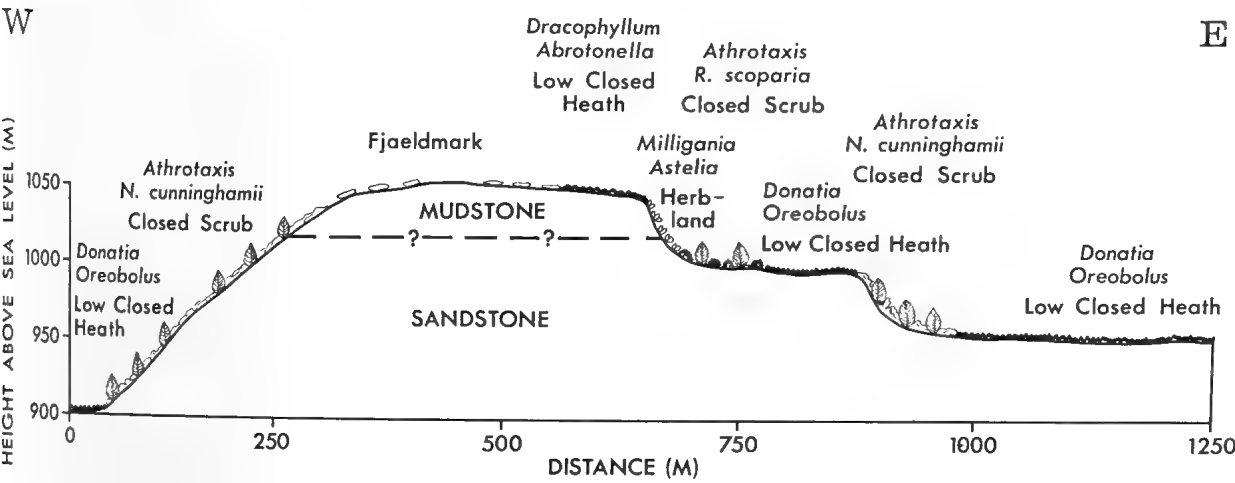 W
E
Dracophyllum
Abrotonella
Low Closed
Heath
Athrotaxis
R. scoparia
Closed Scrub
Athrotaxis
N. cunninghamii
Closed Scrub
Fjaeldmark
Milligania
Astelia
Herb-
land
Athrotaxis
N. cunninghamii
Closed Scrub
Donatia
Oreobolus
Low Closed Heath
Donatia
Oreobolus
Low Closed
Heath
Donatia
Oreobolus
Low Closed Heath
MUDSTONE
? ?
SANDSTONE
HEIGHT ABOVE SEA LEVEL (M)
1050
1000
950
900
0 250 500 750 1000 1250
DISTANCE (M)